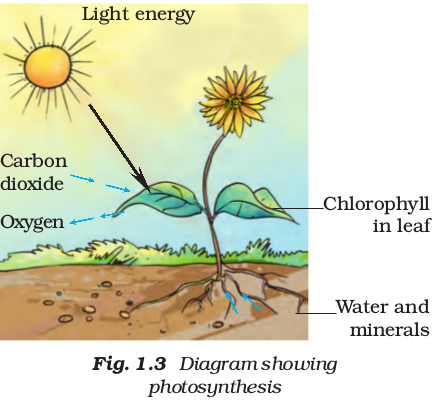 Light energy
Carbon
dioxide
Oxygen
Chlorophyll
in leaf
Water and
minerals
Fig. 1.3 Diagram showing
photosynthesis